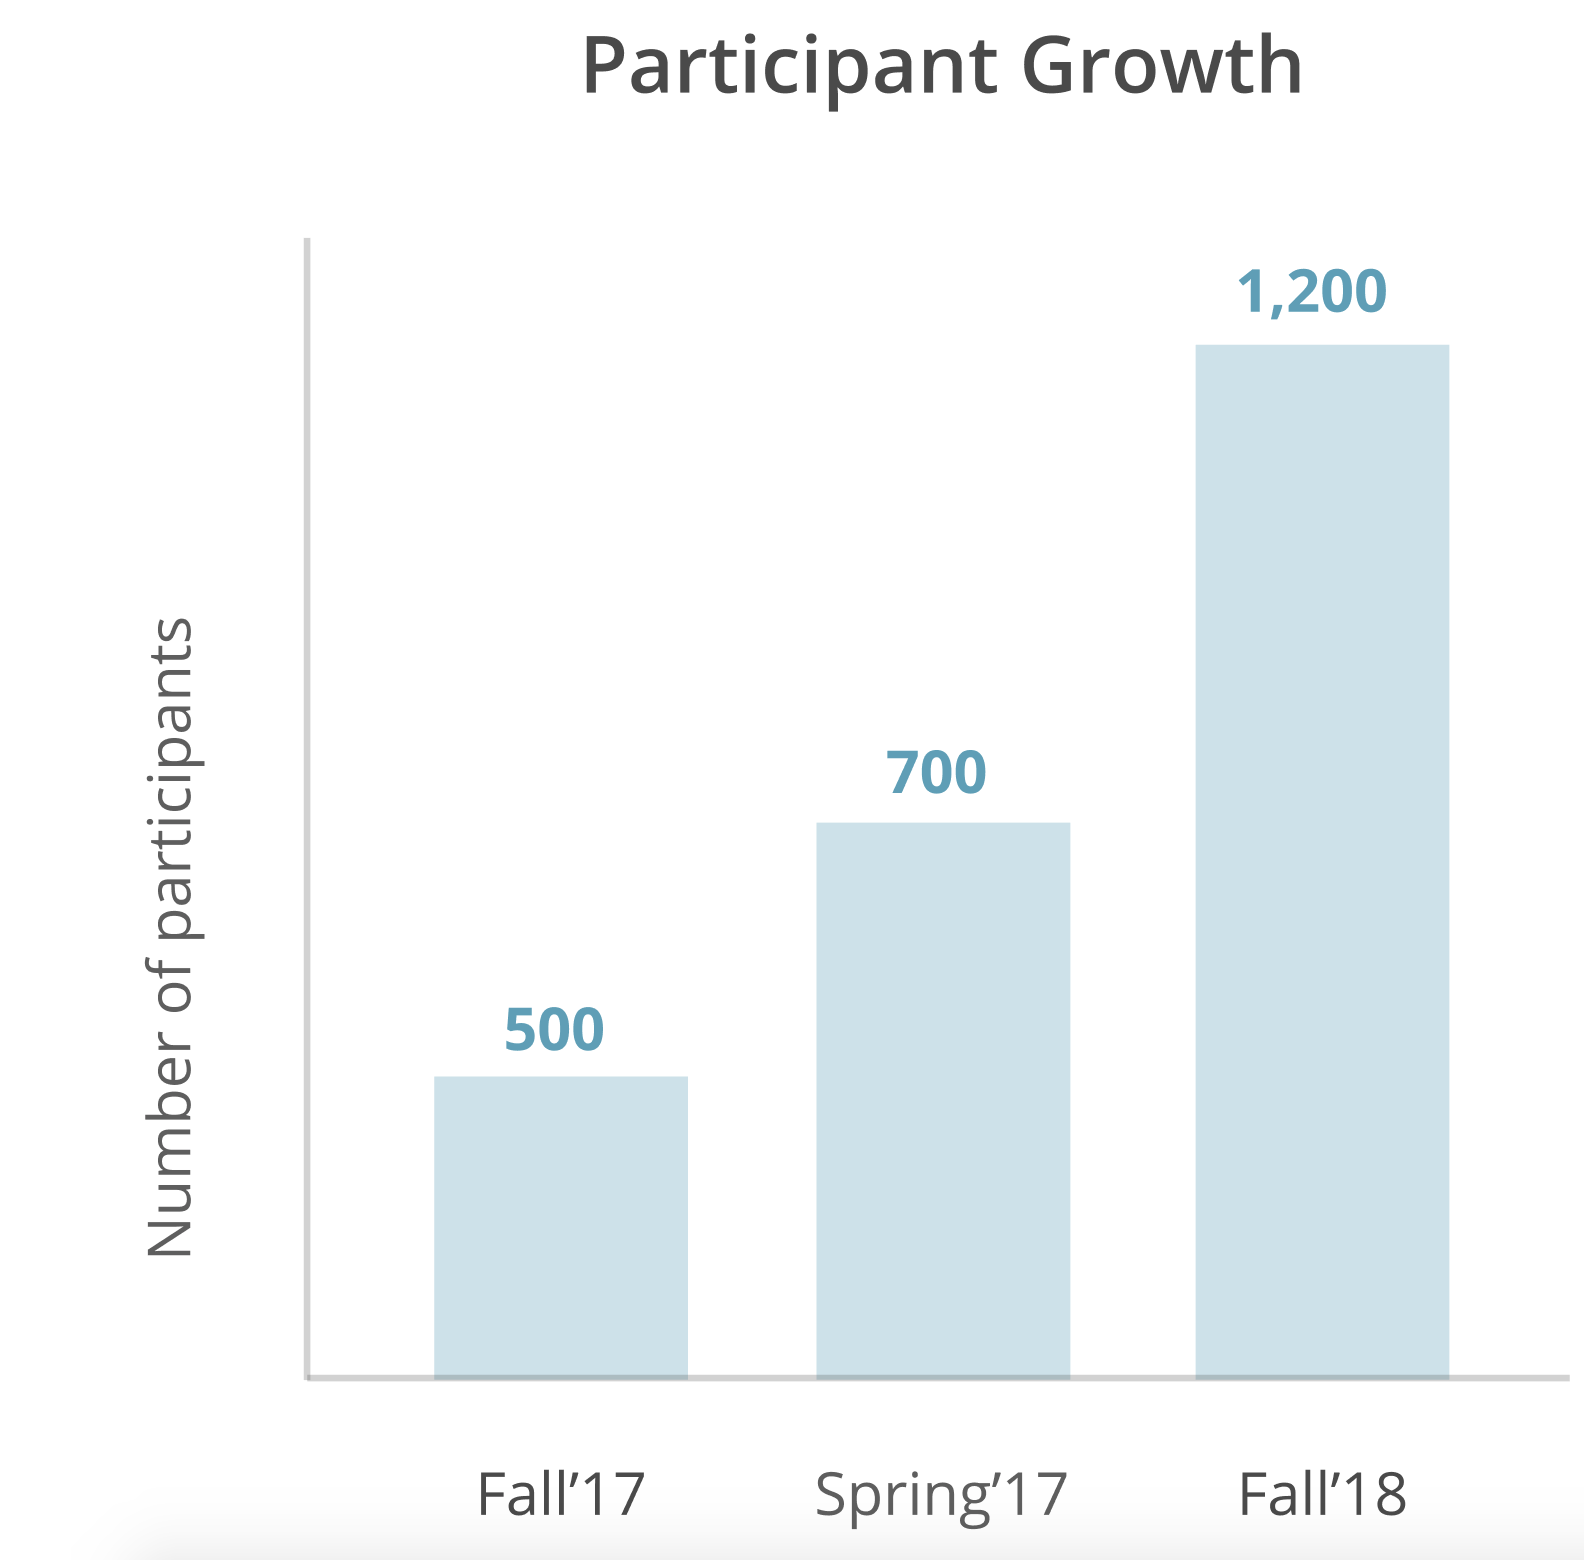 Participant Growth
1,200
700
500
Number of participants
Fall’17
Spring’17
Fall’18